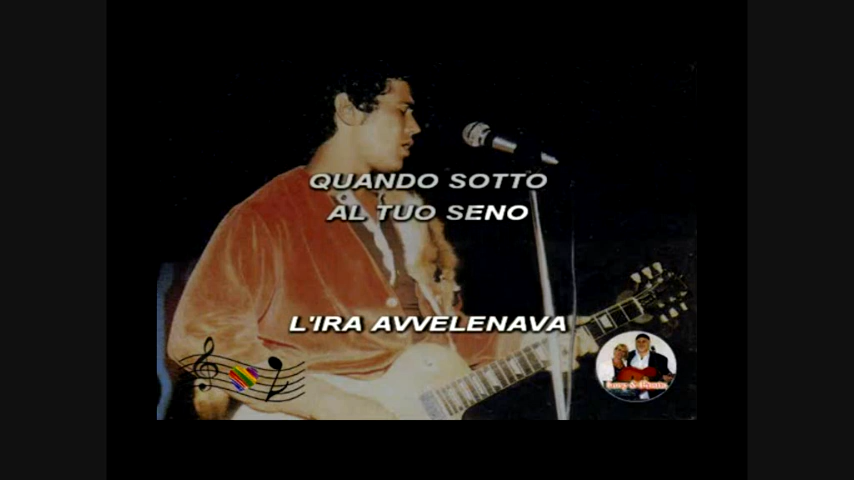 QUANDO SOTTO
AL TUO SENO
L'IRA AVVELENAVA